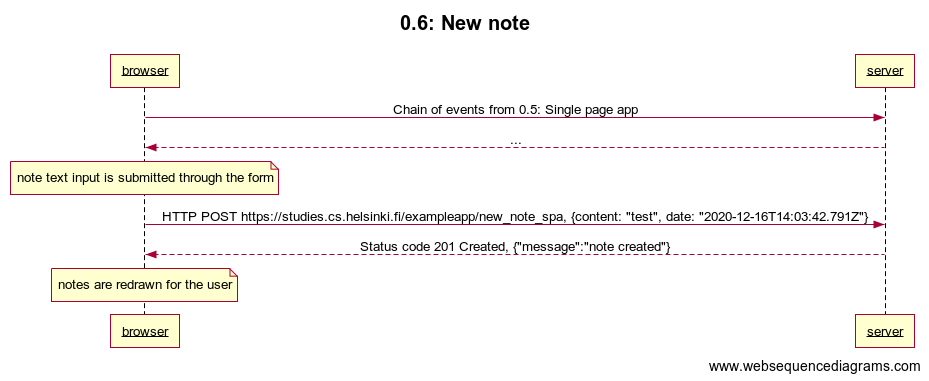 0.6: New note
browser
server
Chain of events from 0.5: Single page app
...
note text input is submitted through the form
HTTP POST https://studies.cs.helsinki.fi/exampleapp/new_note_spa, {content: "test", date: "2020-12-16T14:03:42.791Z"}
Status code 201 Created, {"message":"note created"}
notes are redrawn for the user
browser
server
www.websequencediagrams.com